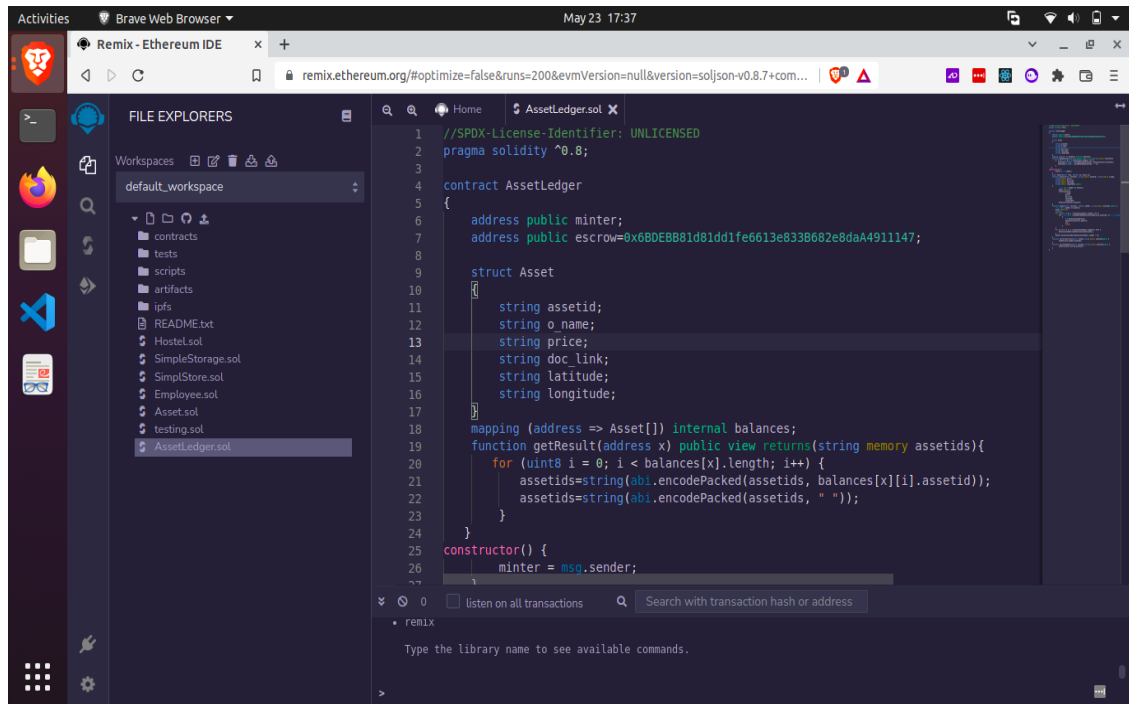 Activities Brave Web Browser May 23 17:37
Remix - Ethereum IDE
remix.ethereum.org/#optimize=false&runs=200&evmVersion=null&version=soljson-v0.8.7+com...
FILE EXPLORERS
Workspaces
default_workspace
contracts
tests
scripts
artifacts
ipfs
README.txt
Hostel.sol
SimpleStorage.sol
SimplStore.sol
Employee.sol
Asset.sol
testing.sol
AssetLedger.sol
Home AssetLedger.sol
1 //SPDX-License-Identifier: UNLICENSED
2 pragma solidity ^0.8;
3
4 contract AssetLedger
5 {
6 address public minter;
7 address public escrow=0x6BDEBB81d81dd1fe6613e833B682e8daA4911147;
8
9 struct Asset
10 {
11 string assetid;
12 string o_name;
13 string price;
14 string doc_link;
15 string latitude;
16 string longitude;
17 }
18 mapping (address => Asset[]) internal balances;
19 function getResult(address x) public view returns(string memory assetids){
20 for (uint8 i = 0; i < balances[x].length; i++) {
21 assetids=string(abi.encodePacked(assetids, balances[x][i].assetid));
22 assetids=string(abi.encodePacked(assetids, " "));
23 }
24 }
25 constructor() {
26 minter = msg.sender;
27 }
0 listen on all transactions Search with transaction hash or address
• remix
Type the library name to see available commands.
>